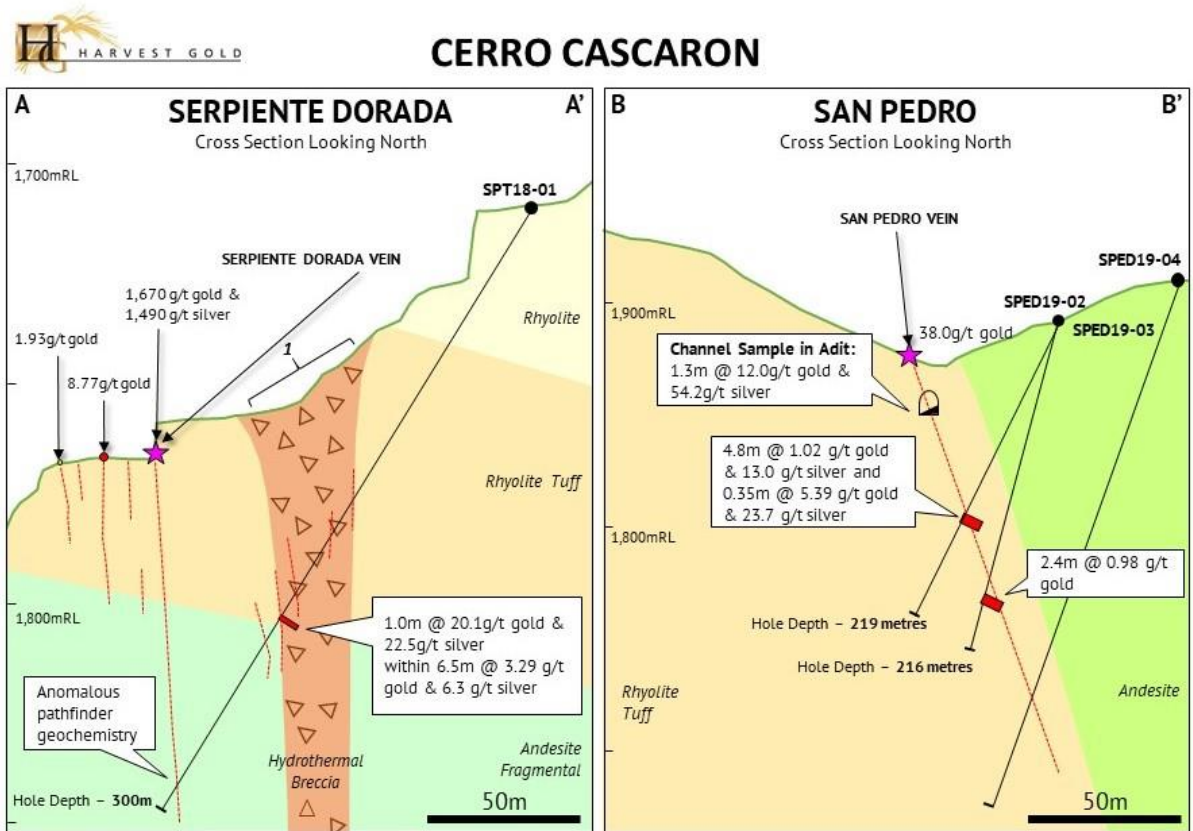 HG HARVEST GOLD
CERRO CASCARON
A
SERPIENTE DORADA
A'
Cross Section Looking North
1,700mRL
SPT18-01
SERPIENTE DORADA VEIN
1,670 g/t gold &
1,490 g/t silver
1.93g/t gold
8.77g/t gold
1
Rhyolite
Rhyolite Tuff
1,800mRL
1.0m @ 20.1g/t gold &
22.5g/t silver
within 6.5m @ 3.29 g/t
gold & 6.3 g/t silver
Anomalous
pathfinder
geochemistry
Hydrothermal
Breccia
Andesite
Fragmental
Hole Depth – 300m
50m
B
SAN PEDRO
B'
Cross Section Looking North
SAN PEDRO VEIN
SPED19-04
SPED19-02
SPED19-03
1,900mRL
38.0g/t gold
Channel Sample in Adit:
1.3m @ 12.0g/t gold &
54.2g/t silver
4.8m @ 1.02 g/t gold
& 13.0 g/t silver and
0.35m @ 5.39 g/t gold
& 23.7 g/t silver
1,800mRL
2.4m @ 0.98 g/t
gold
Hole Depth – 219 metres
Hole Depth – 216 metres
Rhyolite
Tuff
Andesite
50m